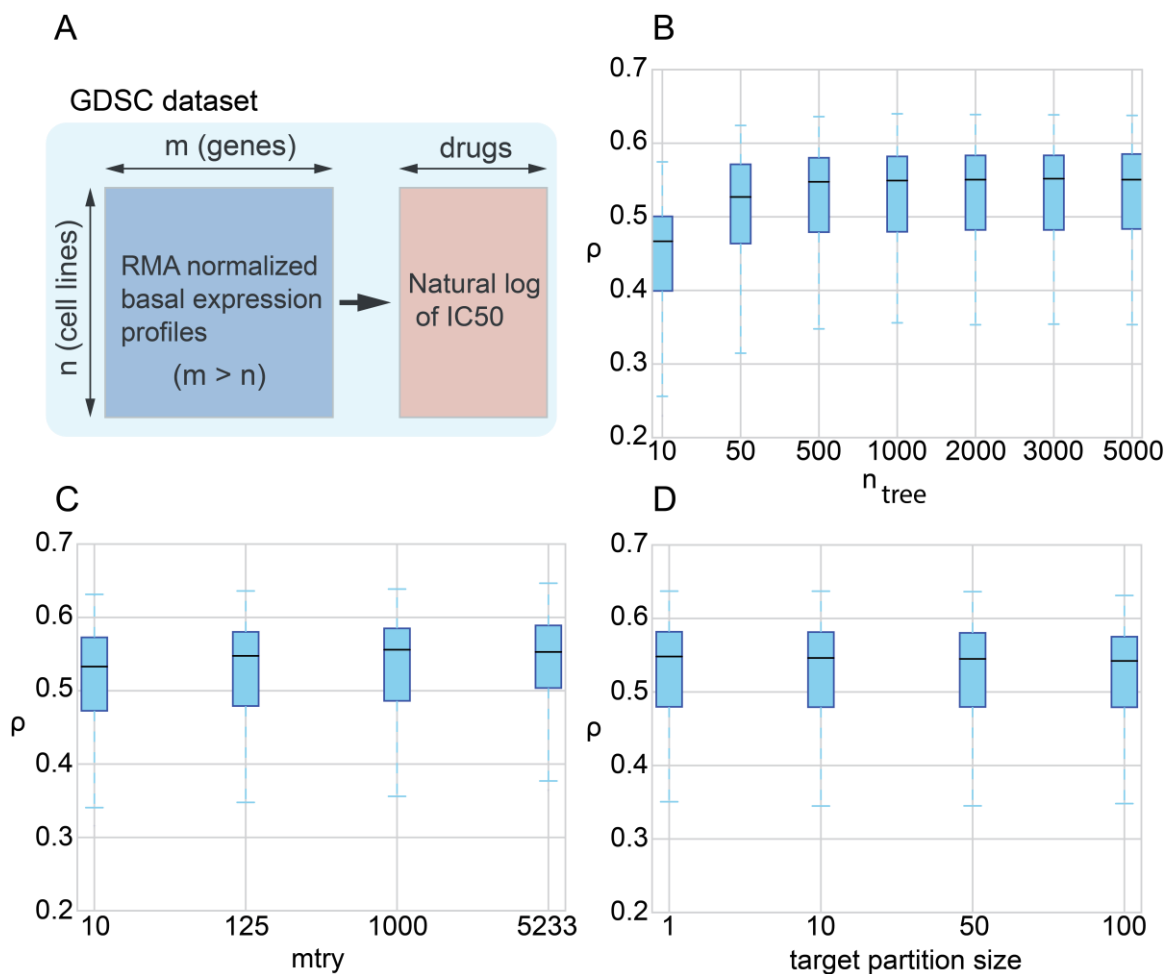 A
GDSC dataset
m (genes)
drugs
n (cell lines)
RMA normalized
basal expression
profiles
(m > n)
Natural log
of IC50
B
0.7
0.6
0.5
ρ
0.4
0.3
0.2
10 50 500 1000 2000 3000 5000
n tree
C
0.7
0.6
0.5
ρ
0.4
0.3
0.2
10 125 1000 5233
mtry
D
0.7
0.6
0.5
ρ
0.4
0.3
0.2
1 10 50 100
target partition size